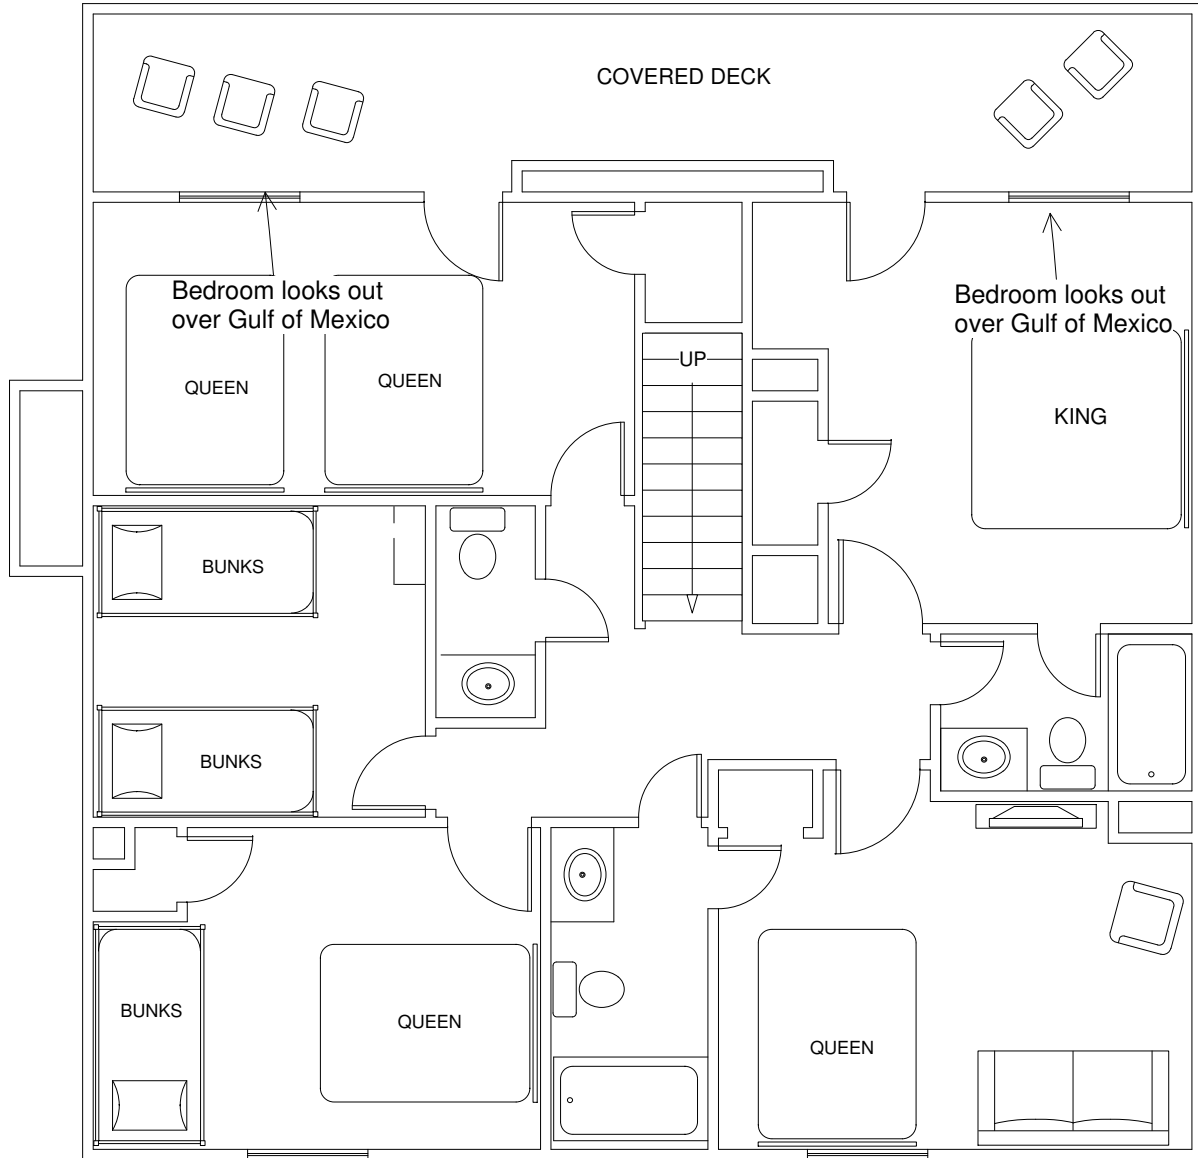 COVERED DECK
Bedroom looks out
over Gulf of Mexico
Bedroom looks out
over Gulf of Mexico
UP
QUEEN
QUEEN
KING
BUNKS
BUNKS
BUNKS
QUEEN
QUEEN